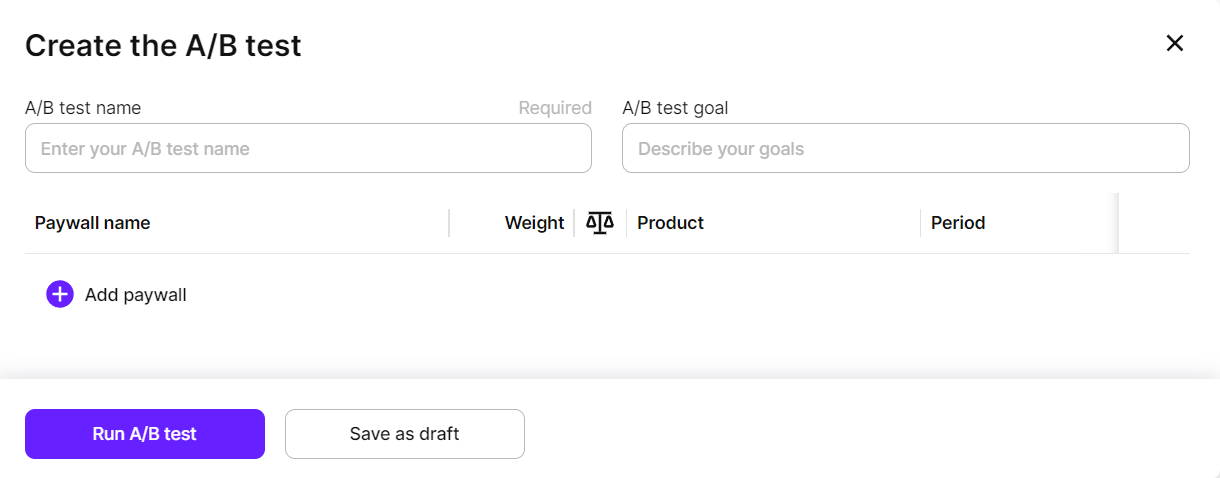 Create the A/B test
A/B test name Required A/B test goal
Enter your A/B test name Describe your goals
Paywall name Weight Product Period
Add paywall
Run A/B test Save as draft